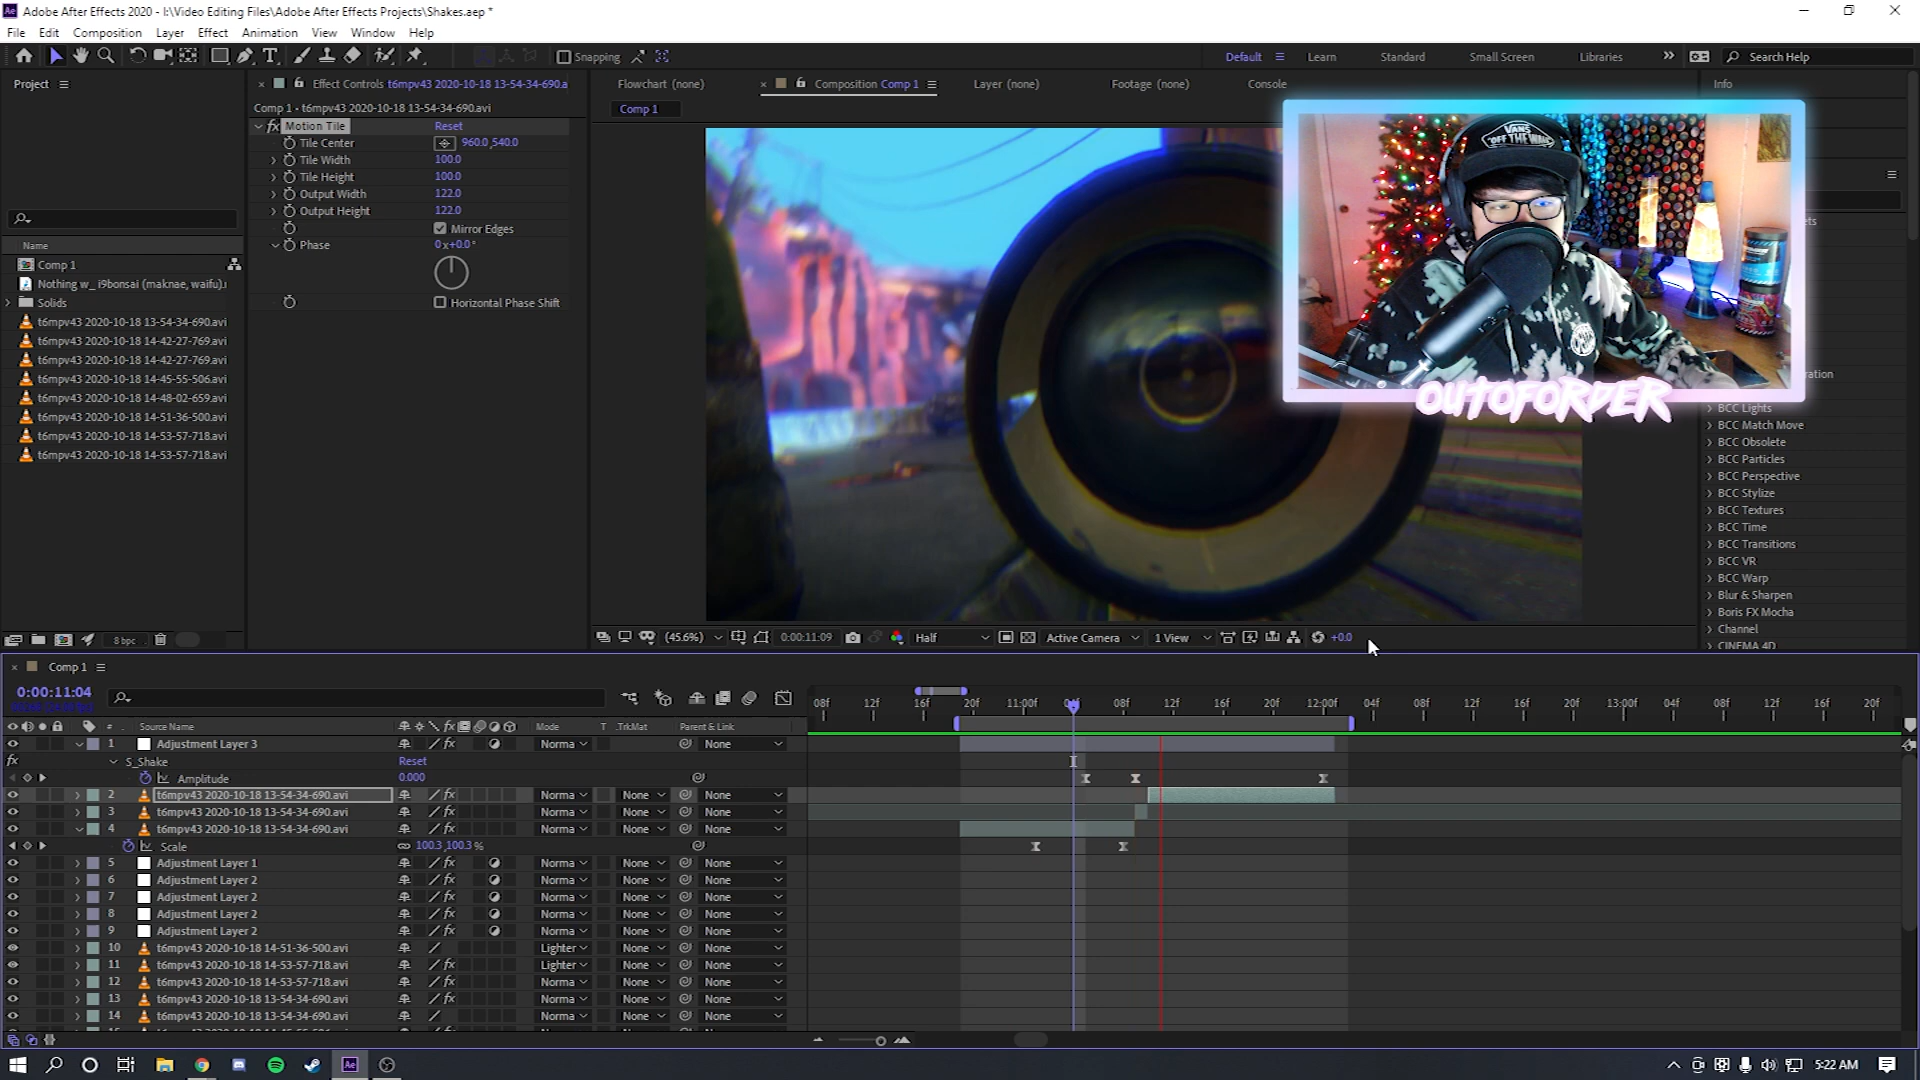 Adobe After Effects 2020 - I:\Video Editing Files\Adobe After Effects Projects\Shakes.aep *
File Edit Composition Layer Effect Animation View Window Help
Snapping
Default Learn Standard Small Screen Libraries Search Help
Project
Effect Controls t6mpv43 2020-10-18 13-54-34-690.a
Flowchart (none) Composition Comp 1 Layer (none) Footage (none) Console Info
Comp 1 • t6mpv43 2020-10-18 13-54-34-690.avi
Comp 1
fx Motion Tile Reset
Tile Center 960.0,540.0
Tile Width 100.0
Tile Height 100.0
Output Width 122.0
Output Height 122.0
Mirror Edges
Phase 0x+0.0°
Horizontal Phase Shift
Name
Comp 1
Nothing w_ i9bonsai (maknae, waifu).
Solids
t6mpv43 2020-10-18 13-54-34-690.avi
t6mpv43 2020-10-18 14-42-27-769.avi
t6mpv43 2020-10-18 14-42-27-769.avi
t6mpv43 2020-10-18 14-45-55-506.avi
t6mpv43 2020-10-18 14-48-02-659.avi
t6mpv43 2020-10-18 14-51-36-500.avi
t6mpv43 2020-10-18 14-53-57-718.avi
t6mpv43 2020-10-18 14-53-57-718.avi
8 bpc
VANS
"OFF THE WALL"
OUTOFORDER
BCC Lights
BCC Match Move
BCC Obsolete
BCC Particles
BCC Perspective
BCC Stylize
BCC Textures
BCC Time
BCC Transitions
BCC VR
BCC Warp
Blur & Sharpen
Boris FX Mocha
Channel
CINEMA 4D
(45.6%) 0:00:11:09 Half Active Camera 1 View +0.0
Comp 1
0:00:11:04
08f 12f 16f 20f 11:00f 04f 08f 12f 16f 20f 12:00f 04f 08f 12f 16f 20f 13:00f 04f 08f 12f 16f 20f
# Source Name Mode T .TrkMat Parent & Link
1 Adjustment Layer 3 Norma None
fx S_Shake Reset
Amplitude 0.000
2 t6mpv43 2020-10-18 13-54-34-690.avi Norma None None
3 t6mpv43 2020-10-18 13-54-34-690.avi Norma None None
4 t6mpv43 2020-10-18 13-54-34-690.avi Norma None None
Scale 100.3,100.3 %
5 Adjustment Layer 1 Norma None None
6 Adjustment Layer 2 Norma None None
7 Adjustment Layer 2 Norma None None
8 Adjustment Layer 2 Norma None None
9 Adjustment Layer 2 Norma None None
10 t6mpv43 2020-10-18 14-51-36-500.avi Lighter None None
11 t6mpv43 2020-10-18 14-53-57-718.avi Lighter None None
12 t6mpv43 2020-10-18 14-53-57-718.avi Norma None None
13 t6mpv43 2020-10-18 13-54-34-690.avi Norma None None
14 t6mpv43 2020-10-18 13-54-34-690.avi Norma None None
5:22 AM